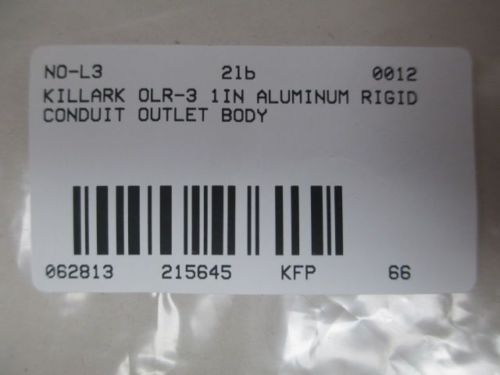 NO-L3 2lb 0012
KILLARK OLR-3 1IN ALUMINUM RIGID
CONDUIT OUTLET BODY
062813 215645 KFP 66